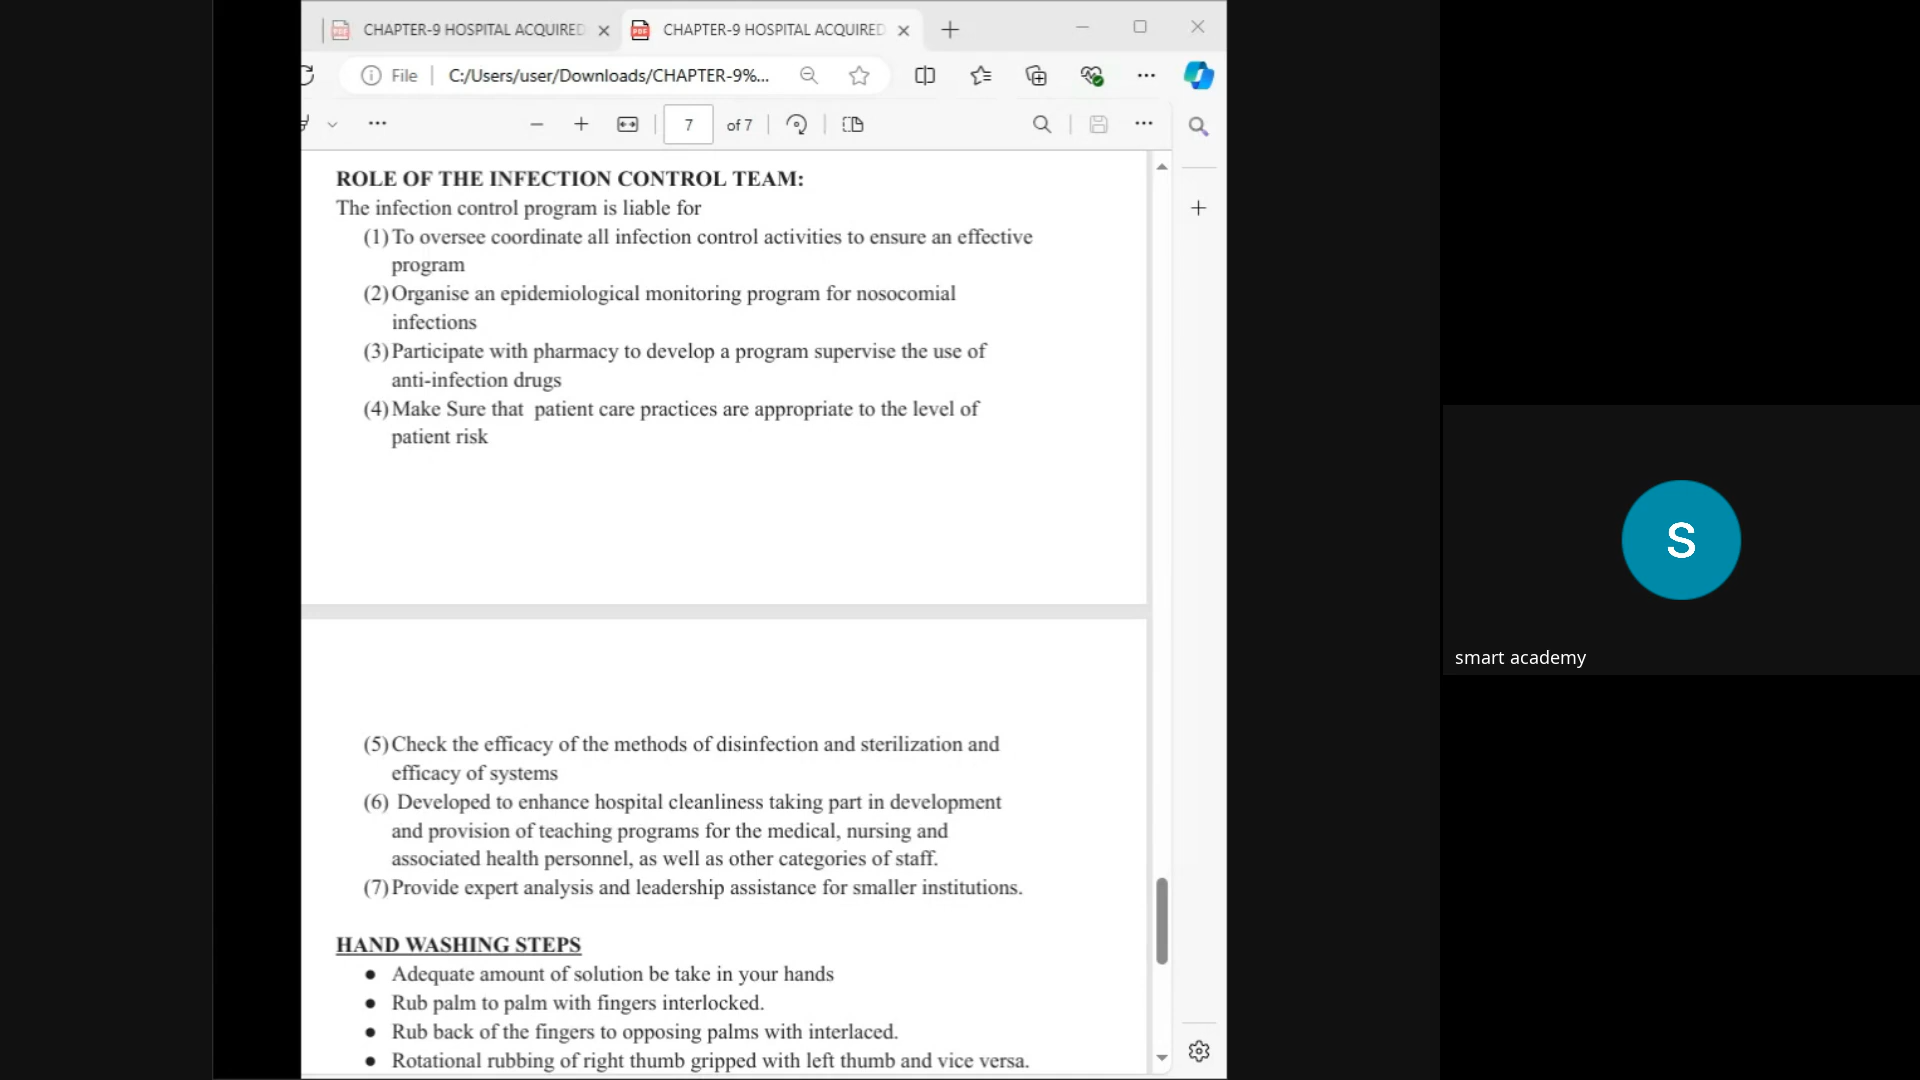 CHAPTER-9 HOSPITAL ACQUIRED
CHAPTER-9 HOSPITAL ACQUIRED
File
C:/Users/user/Downloads/CHAPTER-9%...
7
of 7
ROLE OF THE INFECTION CONTROL TEAM:
The infection control program is liable for
(1) To oversee coordinate all infection control activities to ensure an effective
program
(2) Organise an epidemiological monitoring program for nosocomial
infections
(3) Participate with pharmacy to develop a program supervise the use of
anti-infection drugs
(4) Make Sure that patient care practices are appropriate to the level of
patient risk
(5) Check the efficacy of the methods of disinfection and sterilization and
efficacy of systems
(6) Developed to enhance hospital cleanliness taking part in development
and provision of teaching programs for the medical, nursing and
associated health personnel, as well as other categories of staff.
(7) Provide expert analysis and leadership assistance for smaller institutions.
HAND WASHING STEPS
● Adequate amount of solution be take in your hands
● Rub palm to palm with fingers interlocked.
● Rub back of the fingers to opposing palms with interlaced.
● Rotational rubbing of right thumb gripped with left thumb and vice versa.
S
smart academy